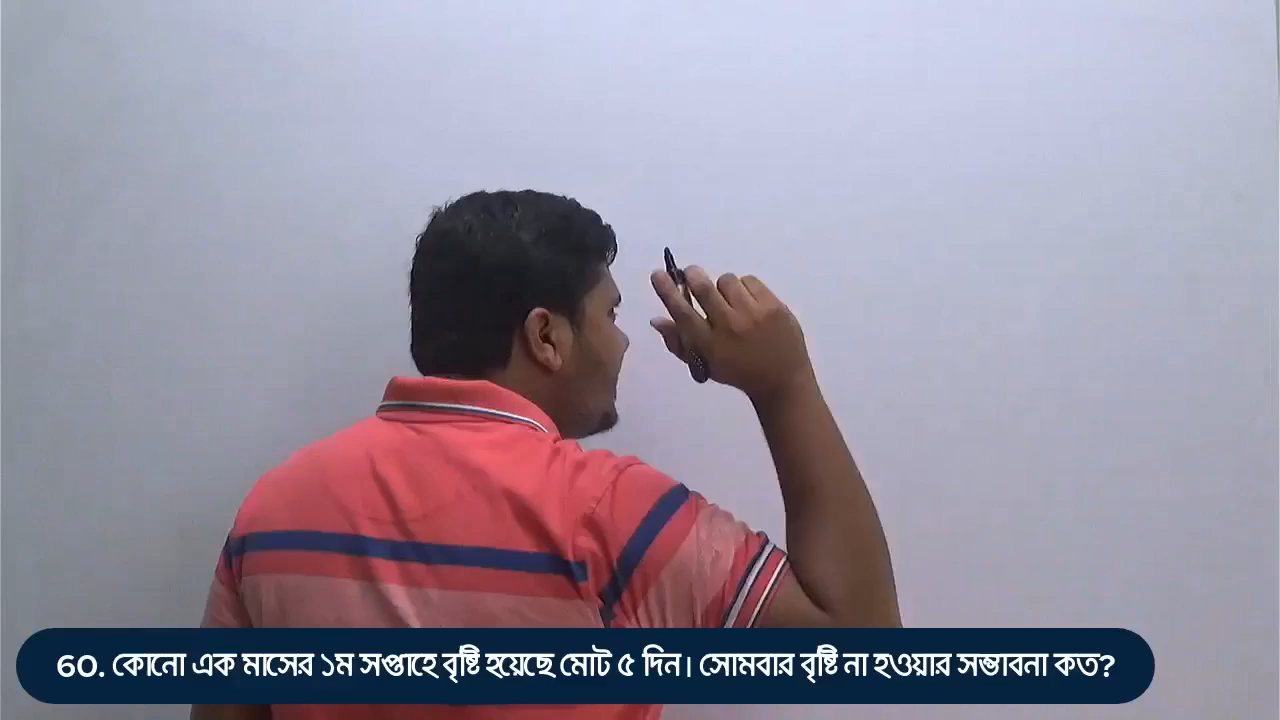 60. কোনো এক মাসের ১ম সপ্তাহে বৃষ্টি হয়েছে মোট ৫ দিন। সোমবার বৃষ্টি না হওয়ার সম্ভাবনা কত?